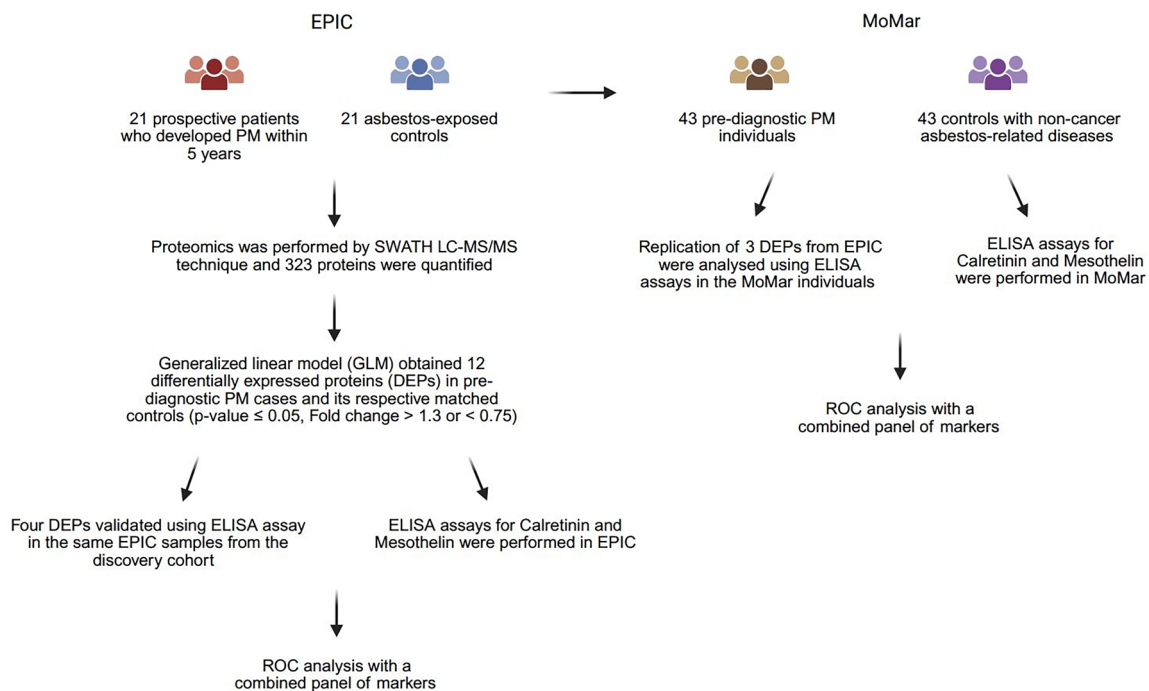 EPIC
21 prospective patients
who developed PM within
5 years
21 asbestos-exposed
controls
Proteomics was performed by SWATH LC-MS/MS
technique and 323 proteins were quantified
Generalized linear model (GLM) obtained 12
differentially expressed proteins (DEPs) in pre-
diagnostic PM cases and its respective matched
controls (p-value ≤ 0.05, Fold change > 1.3 or < 0.75)
Four DEPs validated using ELISA assay
in the same EPIC samples from the
discovery cohort
ELISA assays for Calretinin and
Mesothelin were performed in EPIC
ROC analysis with a
combined panel of markers
MoMar
43 pre-diagnostic PM
individuals
43 controls with non-cancer
asbestos-related diseases
Replication of 3 DEPs from EPIC
were analysed using ELISA
assays in the MoMar individuals
ELISA assays for
Calretinin and Mesothelin
were performed in MoMar
ROC analysis with a
combined panel of markers